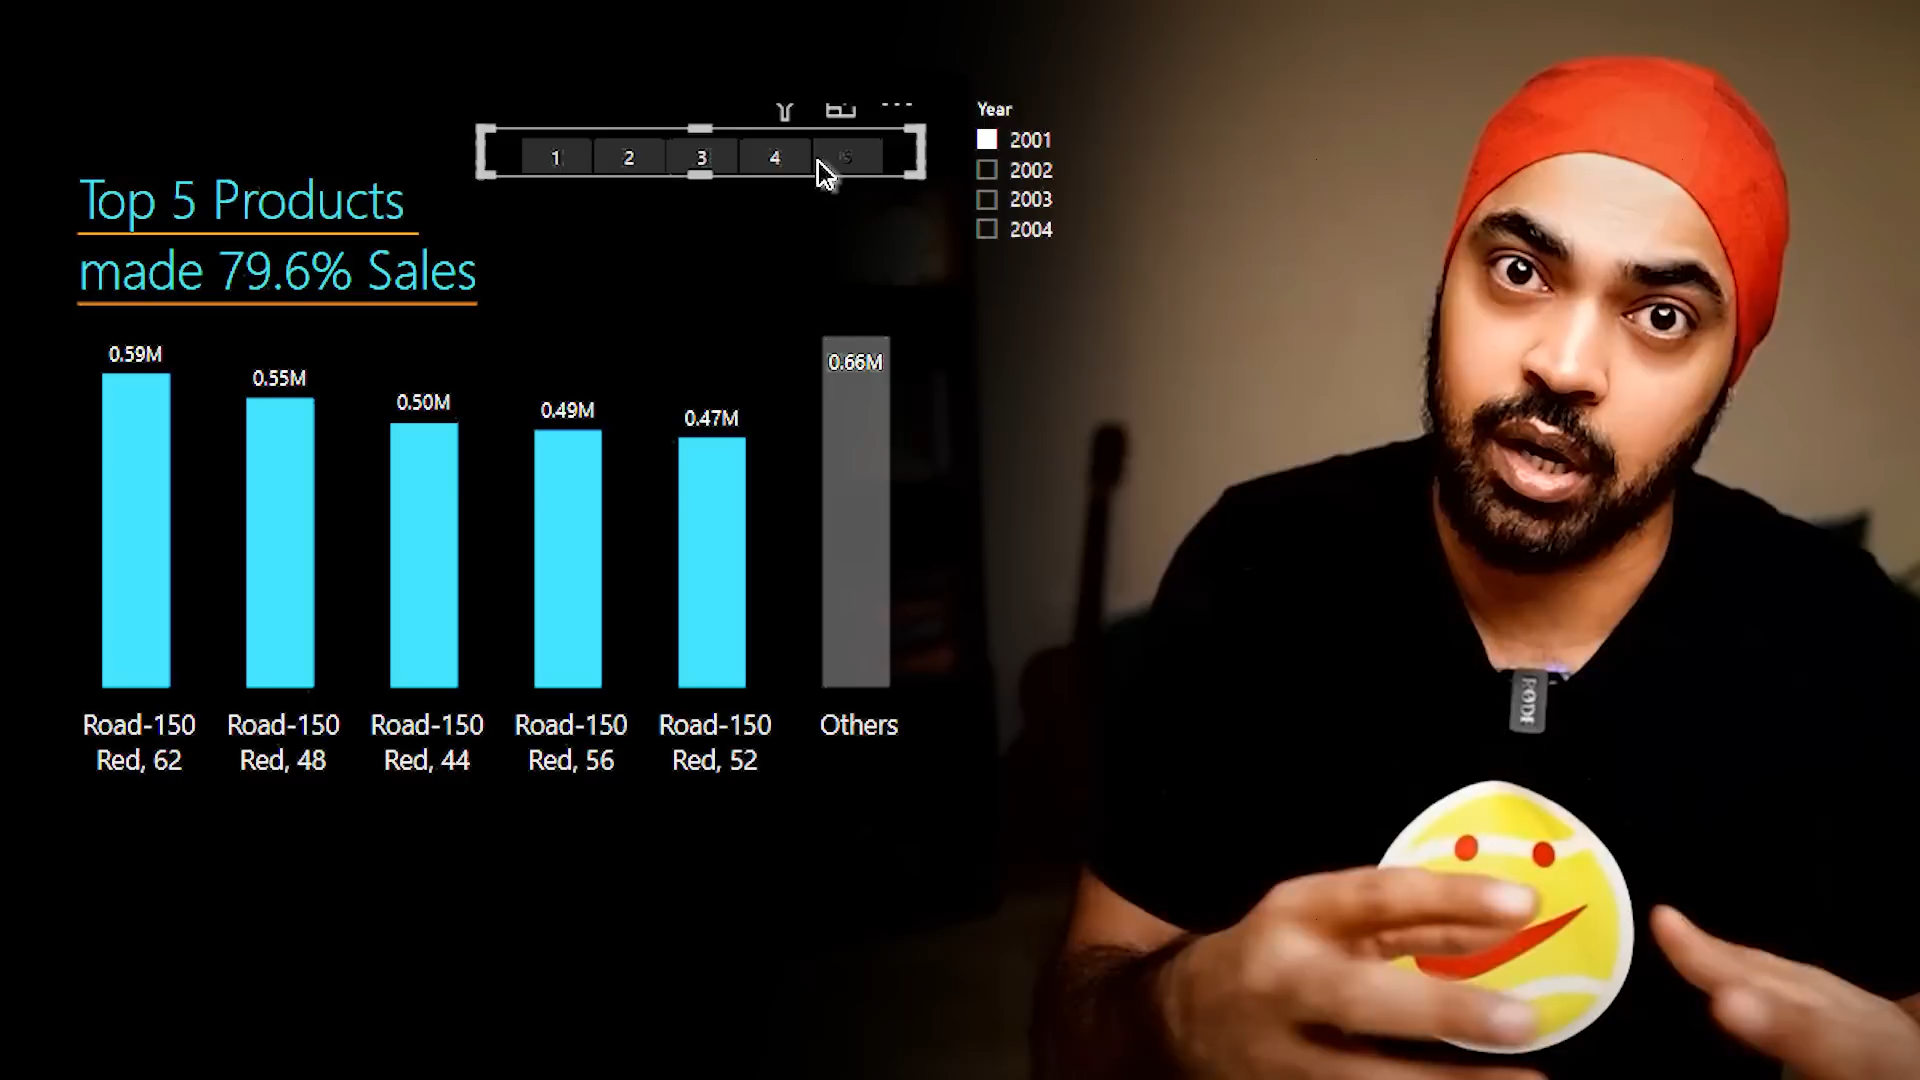 Year
2001
2002
2003
2004
1 2 3 4 5
Top 5 Products
made 79.6% Sales
0.59M
0.55M
0.50M
0.49M
0.47M
0.66M
Road-150
Red, 62
Road-150
Red, 48
Road-150
Red, 44
Road-150
Red, 56
Road-150
Red, 52
Others
RØDE